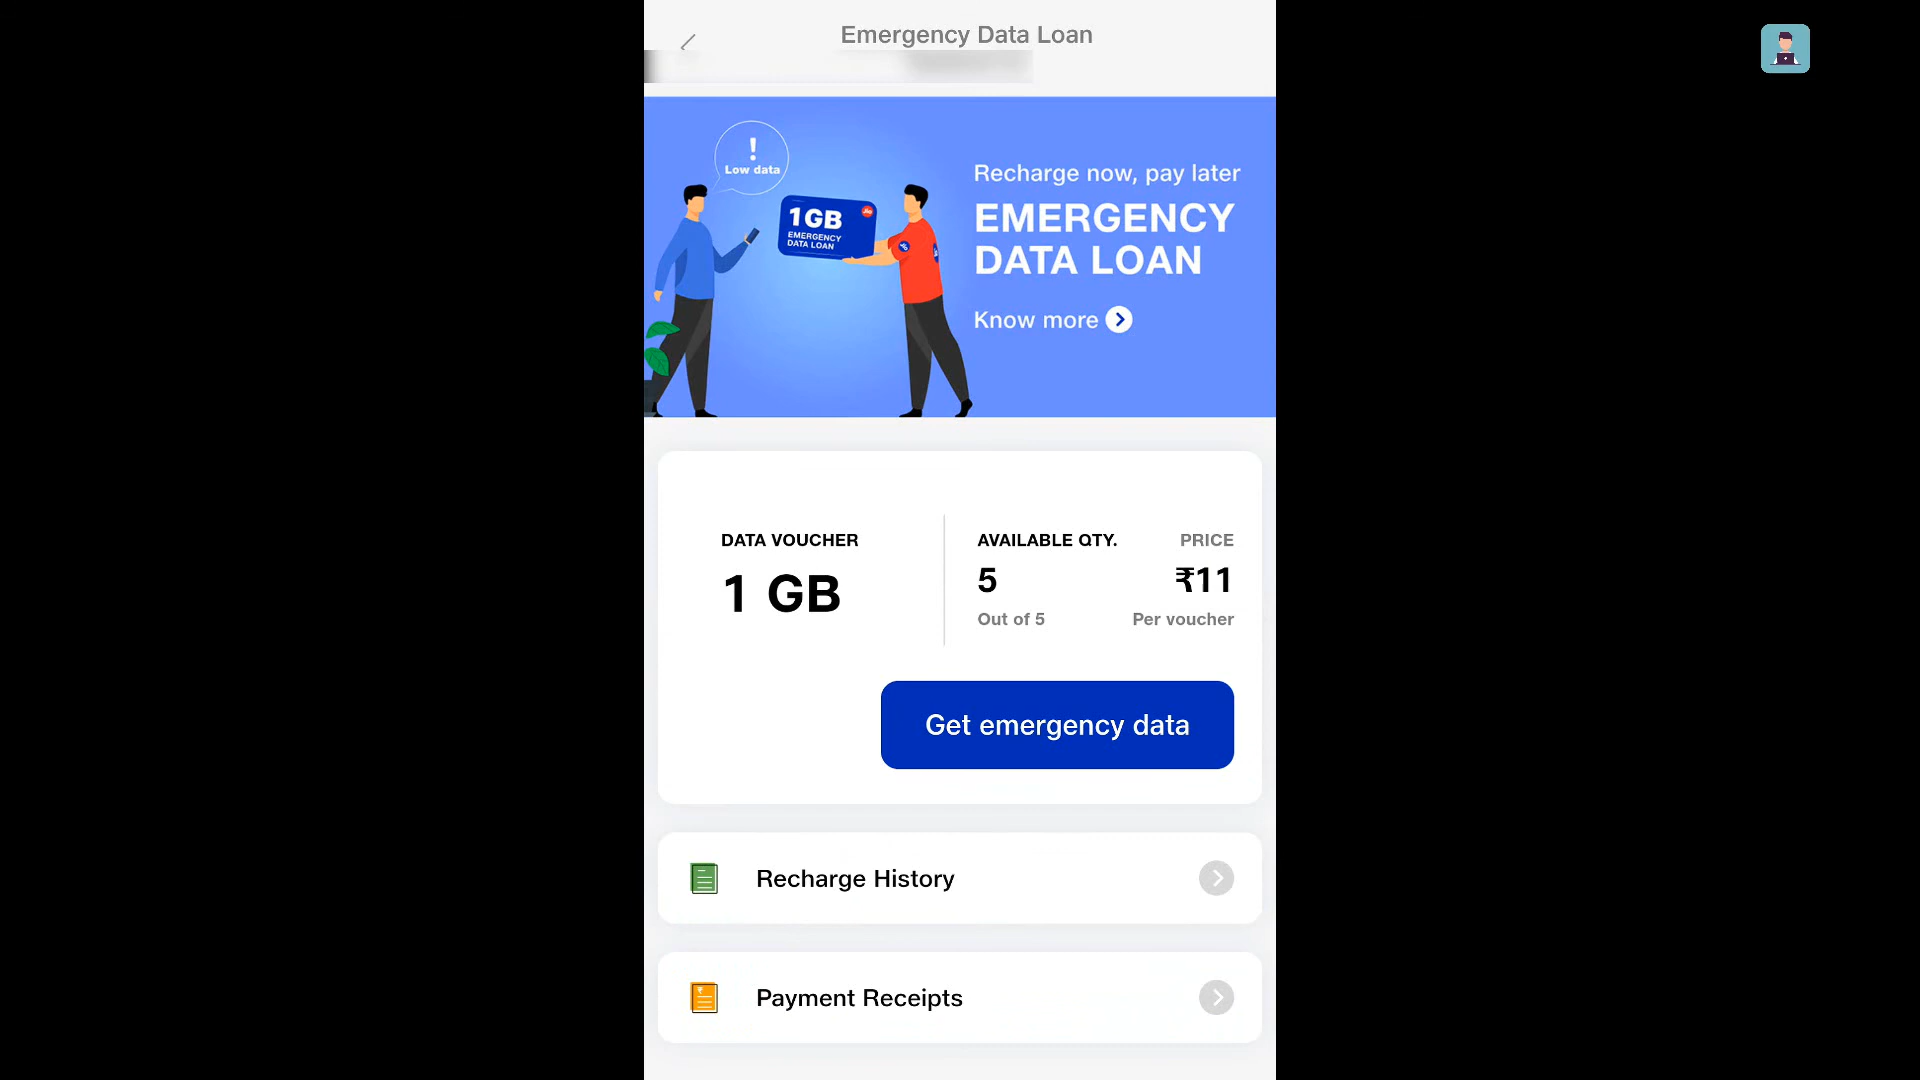 Emergency Data Loan
!
Low data
1GB
EMERGENCY
DATA LOAN
Jio
Jio
Recharge now, pay later
EMERGENCY
DATA LOAN
Know more
DATA VOUCHER
1 GB
AVAILABLE QTY.
5
Out of 5
PRICE
₹11
Per voucher
Get emergency data
Recharge History
Payment Receipts